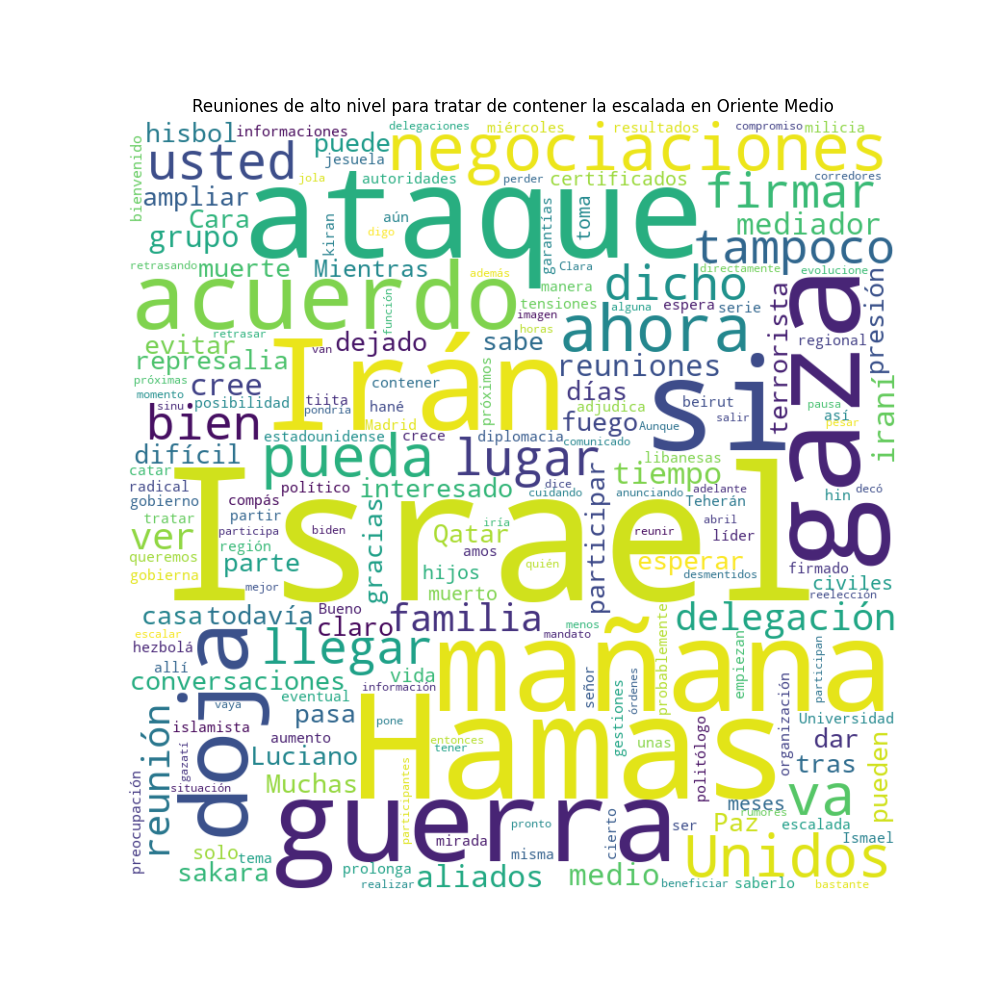 Reuniones de alto nivel para tratar de contener la escalada en Oriente Medio
bienvenido
hisbol
informaciones
delegaciones
miércoles
resultados
compromiso
milicia
usted
puede
jesuela
negociaciones
jola
autoridades
perder
certificados
corredores
ampliar
ataque
firmar
Cara
aún
digo
kiran
garantías
toma
mediador
grupo
tampoco
retrasando
muerte
Mientras
además
Clara
directamente
evolucione
acuerdo
función
manera
dicho
tensiones
alguna
espera
serie
imagen
horas
gaza
presión
terrorista
regional
retrasar
evitar
Irán
van
dejado
sabe
ahora
si
represalia
reuniones
próximas
cree
contener
próximos
días
momento
posibilidad
tiita
hané
adjudica
beirut
pausa
iraní
sinu
pondría
Madrid
fuego
Aunque
salir
así
pesar
bien
estadounidense
crece
diplomacia
comunicado
difícil
pueda
lugar
libanesas
catar
radical
político
interesado
tiempo
Teherán
gobierno
compás
dice
cuidando
anunciando
adelante
hin
decó
tratar
partir
Israel
gracias
participar
ver
participa
biden
Qatar
iría
reunir
abril
líder
región
amos
quién
queremos
parte
esperar
firmado
gobierna
mejor
hijos
desmentidos
civiles
muerto
reelección
casa
todavía
Bueno
familia
delegación
claro
escalar
mandato
menos
hezbolá
doja
llegar
mañana
probablemente
empiezan
participan
allí
vida
conversaciones
información
señor
órdenes
eventual
gestiones
organización
vaya
pasa
pone
Hamas
Universidad
reunión
islamista
aumento
entonces
tener
unas
politólogo
dar
pueden
Luciano
tras
gazatí
situación
Muchas
participantes
va
preocupación
guerra
meses
rumores
Paz
pronto
ser
cierto
escalada
mirada
Ismael
solo
tema
misma
Unidos
sakara
prolonga
realizar
aliados
medio
beneficiar
saberlo
bastante